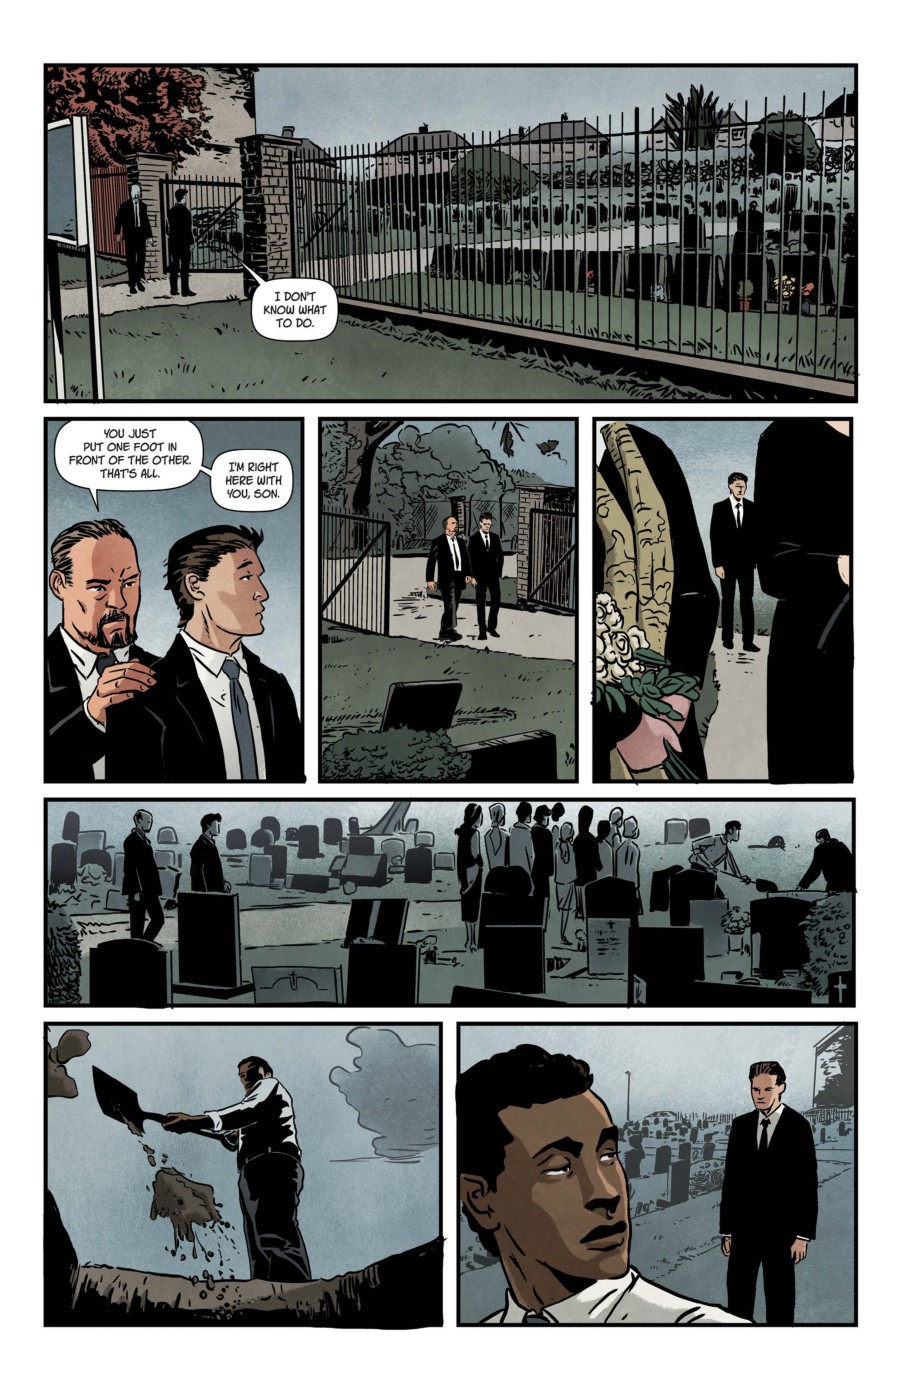 I DON'T
KNOW WHAT
TO DO.
YOU JUST
PUT ONE FOOT IN
FRONT OF THE OTHER.
THAT'S ALL.
I'M RIGHT
HERE WITH
YOU, SON.